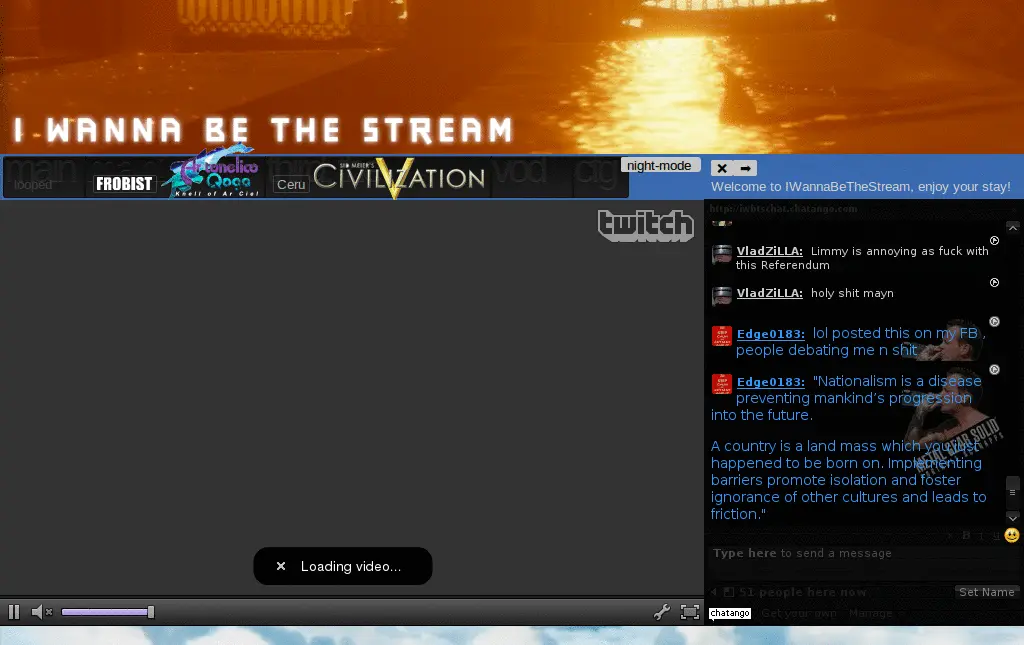 I WANNA BE THE STREAM
main
looped
FROBIST
Ar tonelico
Qoga
Knell of Ar Ciel
Ceru
SID MEIER'S
CIVILIZATION
V
vod
cig
night-mode
Welcome to IWannaBeTheStream, enjoy your stay!
twitch
http://iwbtschat.chatango.com
VladZiLLA: Limmy is annoying as fuck with
this Referendum
VladZiLLA: holy shit mayn
Edge0183: lol posted this on my FB ,
people debating me n shit
Edge0183: "Nationalism is a disease
preventing mankind’s progression
into the future.
A country is a land mass which you just
happened to be born on. Implementing
barriers promote isolation and foster
ignorance of other cultures and leads to
friction."
METAL GEAR SOLID
Loading video...
Type here to send a message
51 people here now
Set Name
chatango
Get your own
Manage